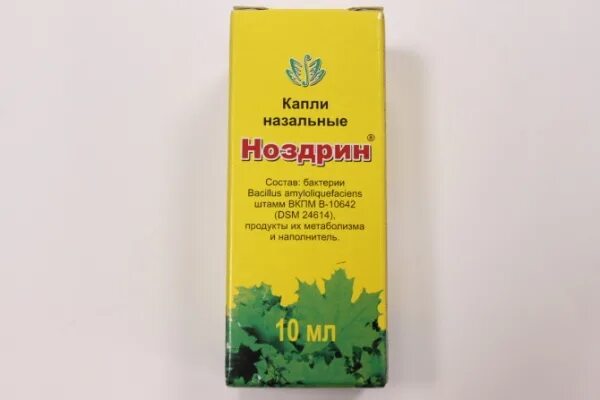 Капли
назальные
Ноздрин®
Состав: бактерии
Bacillus amyloliquefaciens
штамм ВКПМ В-10642
(DSM 24614),
продукты их метаболизма
и наполнитель.
10 мл